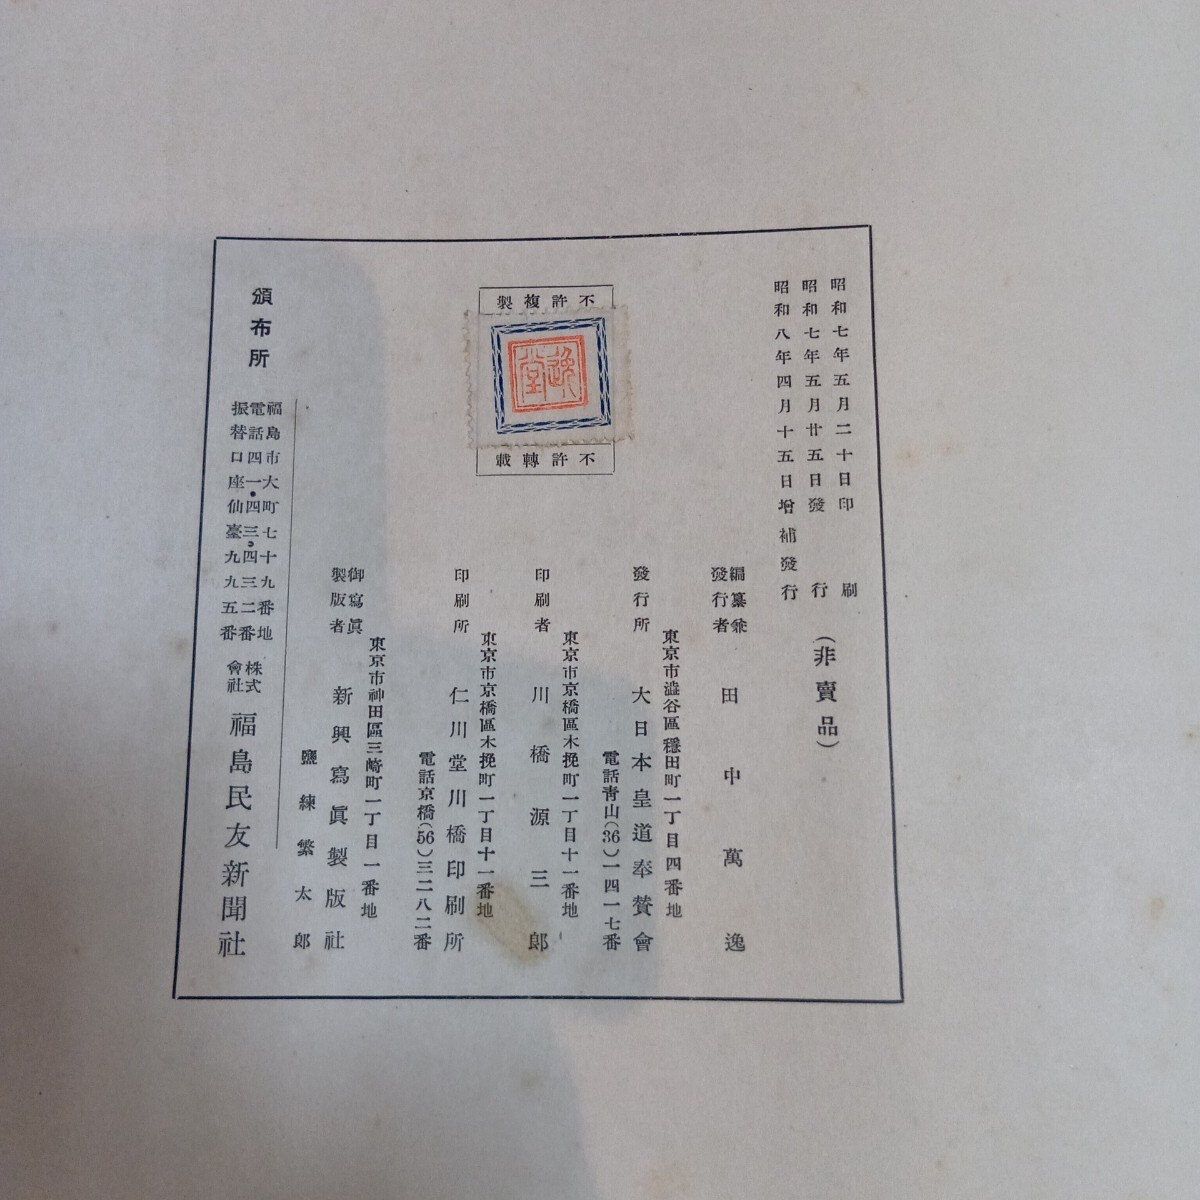 昭和七年五月二十日印刷
昭和七年五月廿五日發行
昭和八年四月十五日增補發行
(非賣品)
不許複製
不許轉載
編纂兼
發行者
田中萬逸
東京市澁谷區穩田町一丁目四番地
發行所
大日本皇道奉贊會
電話靑山(36)一四一七番
東京市京橋區木挽町一丁目十一番地
印刷者
川橋源三郎
東京市京橋區木挽町一丁目十一番地
印刷所
仁川堂川橋印刷所
電話京橋(56)三二八二番
東京市神田區三崎町一丁目一番地
御寫眞
製版者
新興寫眞製版社
鹽練繁太郎
頒布所
福島市大町七十九番地
電話四一・四三・四三二番
振替口座仙臺九九五番
株式
會社
福島民友新聞社